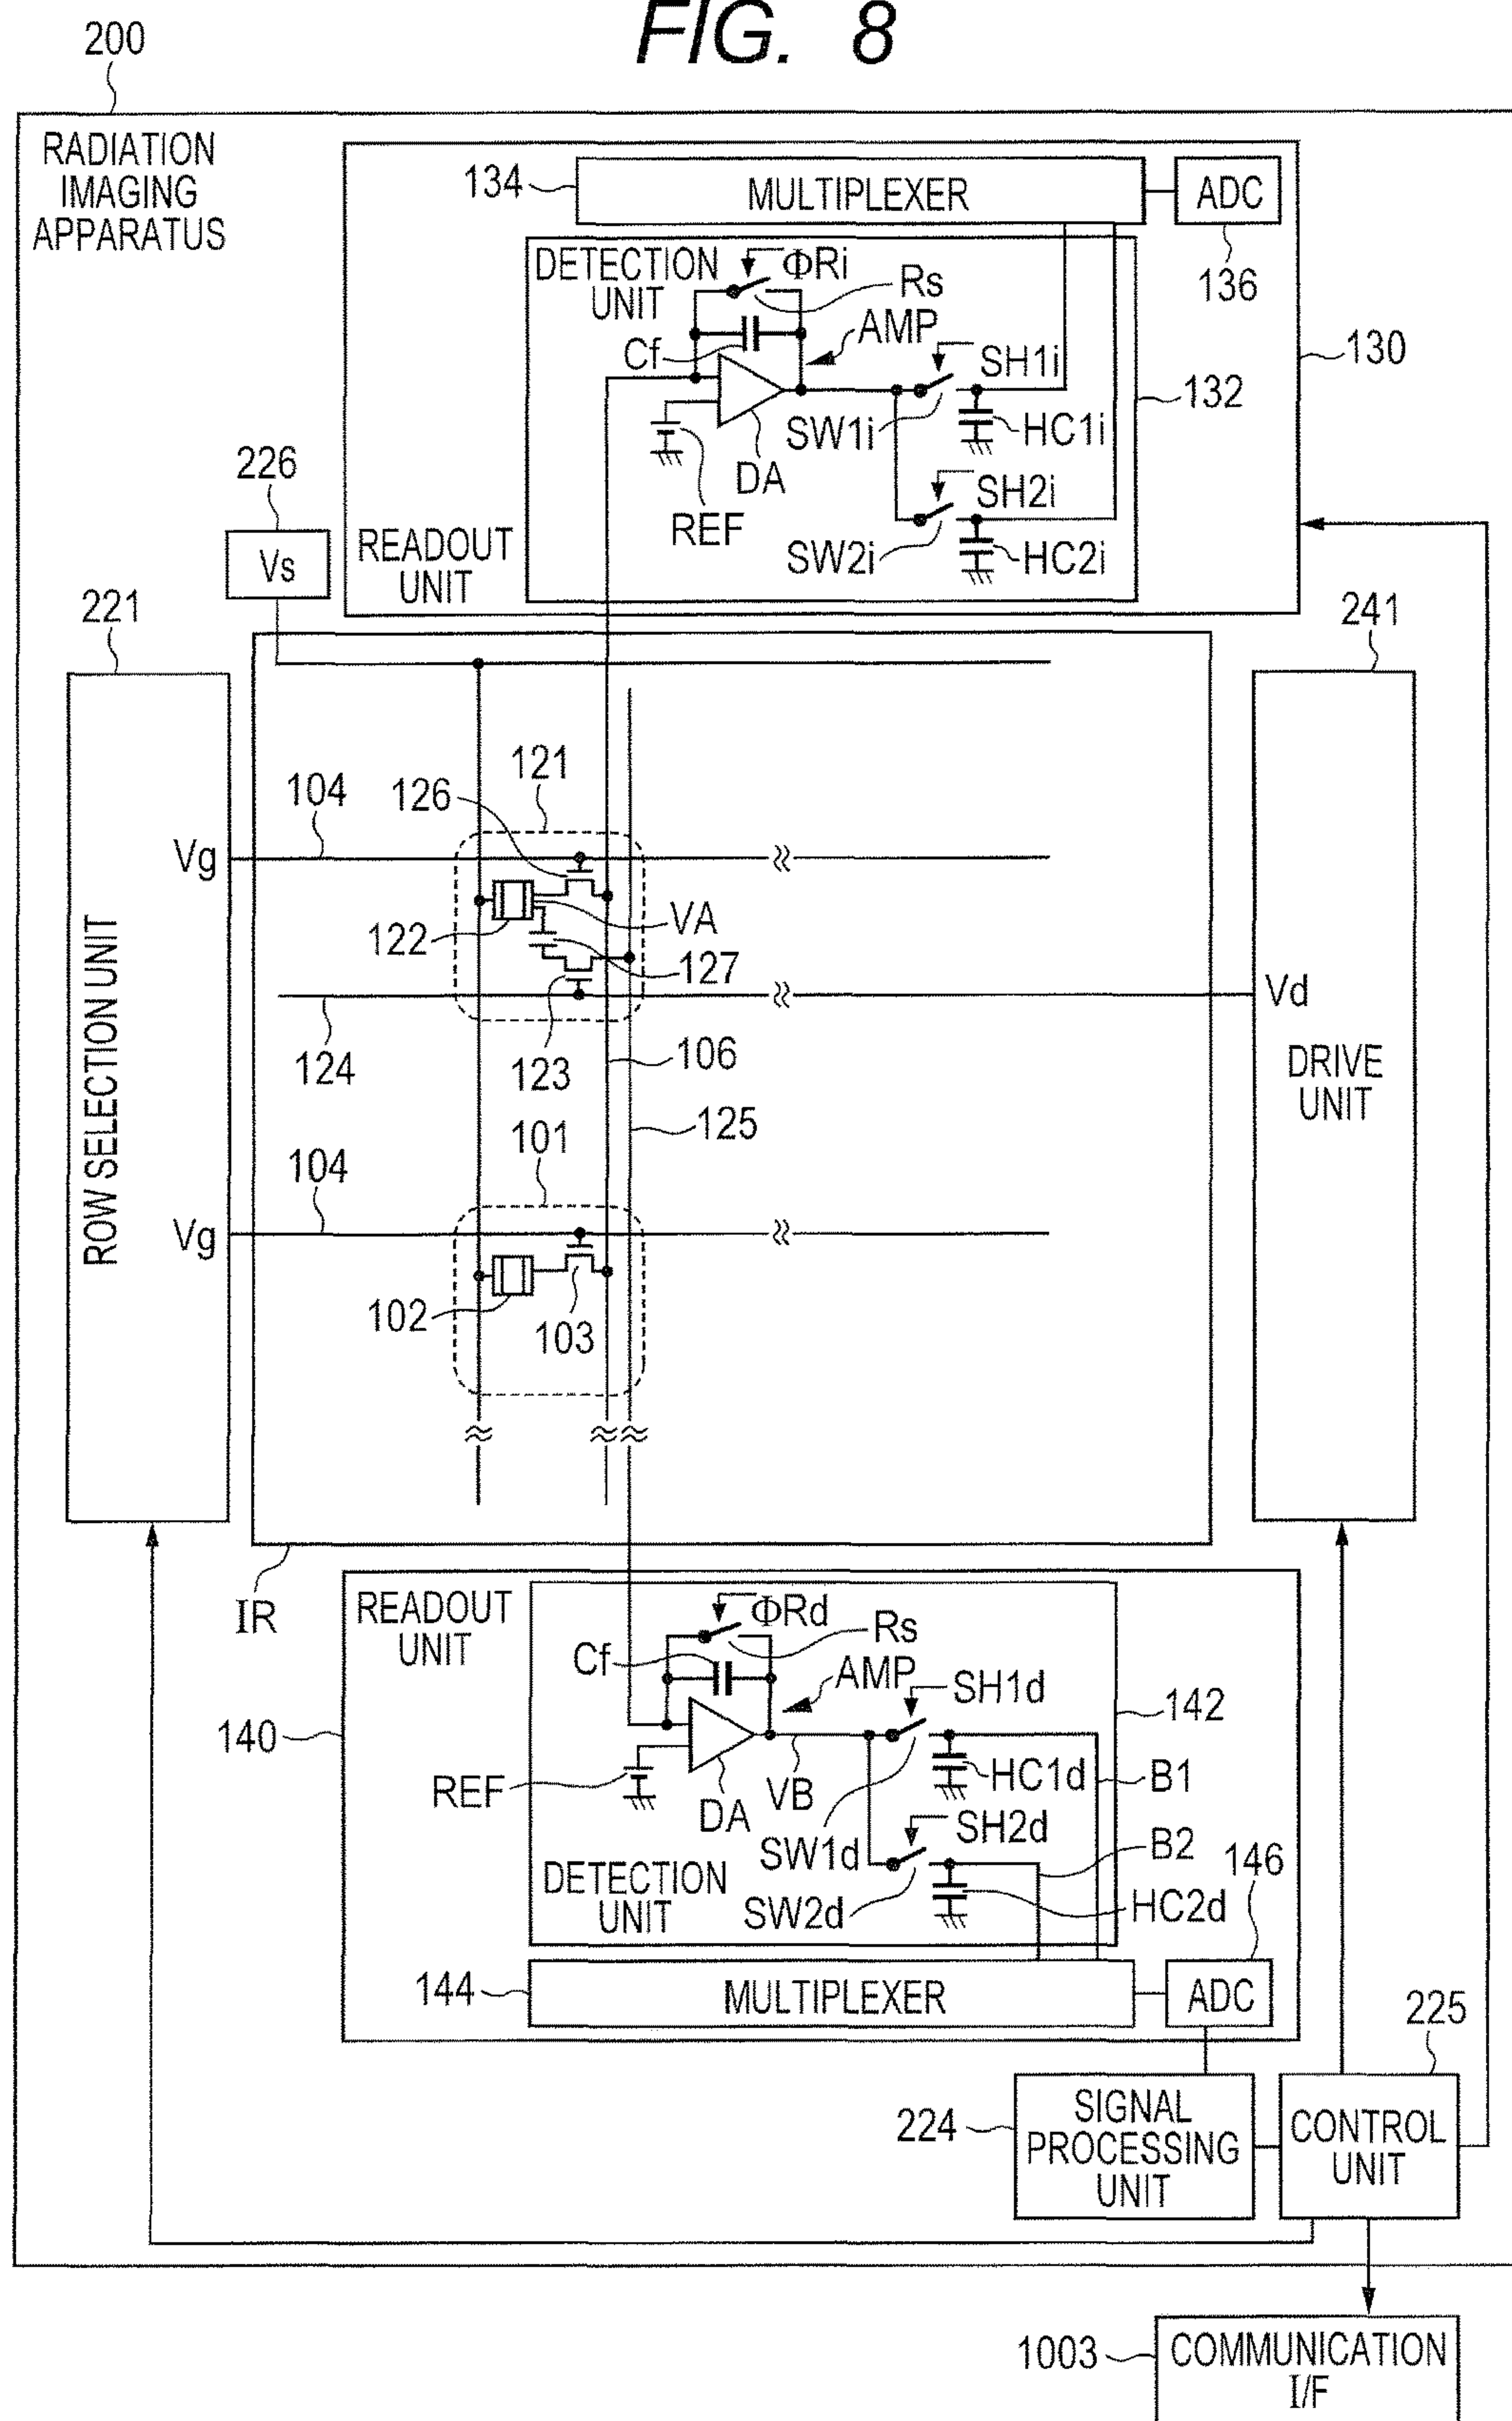 FIG. 8
200
RADIATION
IMAGING
APPARATUS
134
MULTIPLEXER
ADC
136
DETECTION
UNIT
ΦRi
Rs
AMP
Cf
SH1i
130
132
SW1i
HC1i
DA
REF
SH2i
SW2i
HC2i
READOUT
UNIT
226
Vs
221
241
121
126
104
Vg
122
VA
127
Vd
124
123
106
DRIVE
UNIT
ROW SELECTION UNIT
125
101
104
Vg
102
103
IR
READOUT
UNIT
ΦRd
Rs
Cf
AMP
SH1d
142
140
REF
DA
VB
HC1d
B1
SW1d
SH2d
B2
146
DETECTION
UNIT
SW2d
HC2d
144
MULTIPLEXER
ADC
225
224
SIGNAL
PROCESSING
UNIT
CONTROL
UNIT
1003
COMMUNICATION
I/F